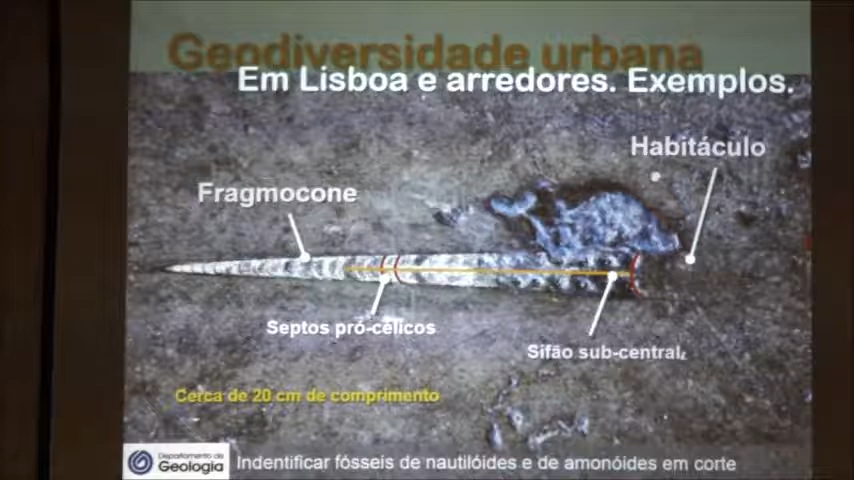 Geodiversidade urbana
Em Lisboa e arredores. Exemplos.
Habitáculo
Fragmocone
Septos pró-célicos
Sifão sub-central
Cerca de 20 cm de comprimento
Departamento de
Geologia
Indentificar fósseis de nautilóides e de amonóides em corte